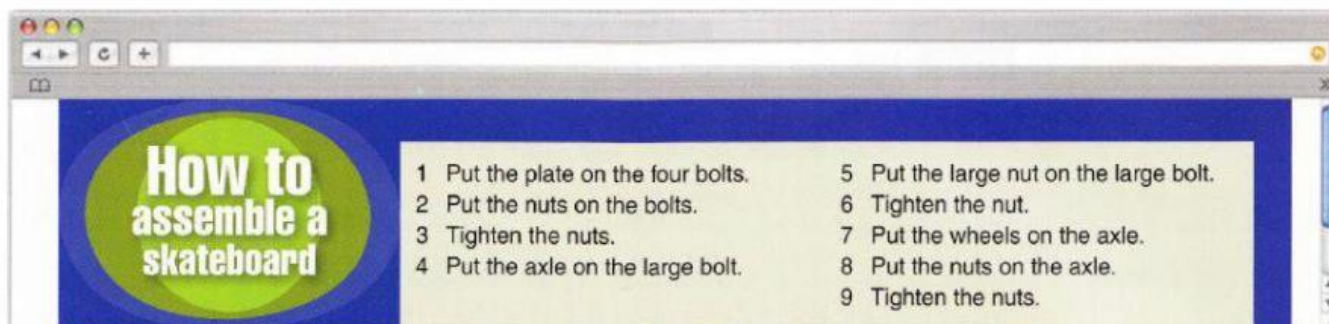 How to
assemble a
skateboard
1 Put the plate on the four bolts.
2 Put the nuts on the bolts.
3 Tighten the nuts.
4 Put the axle on the large bolt.
5 Put the large nut on the large bolt.
6 Tighten the nut.
7 Put the wheels on the axle.
8 Put the nuts on the axle.
9 Tighten the nuts.